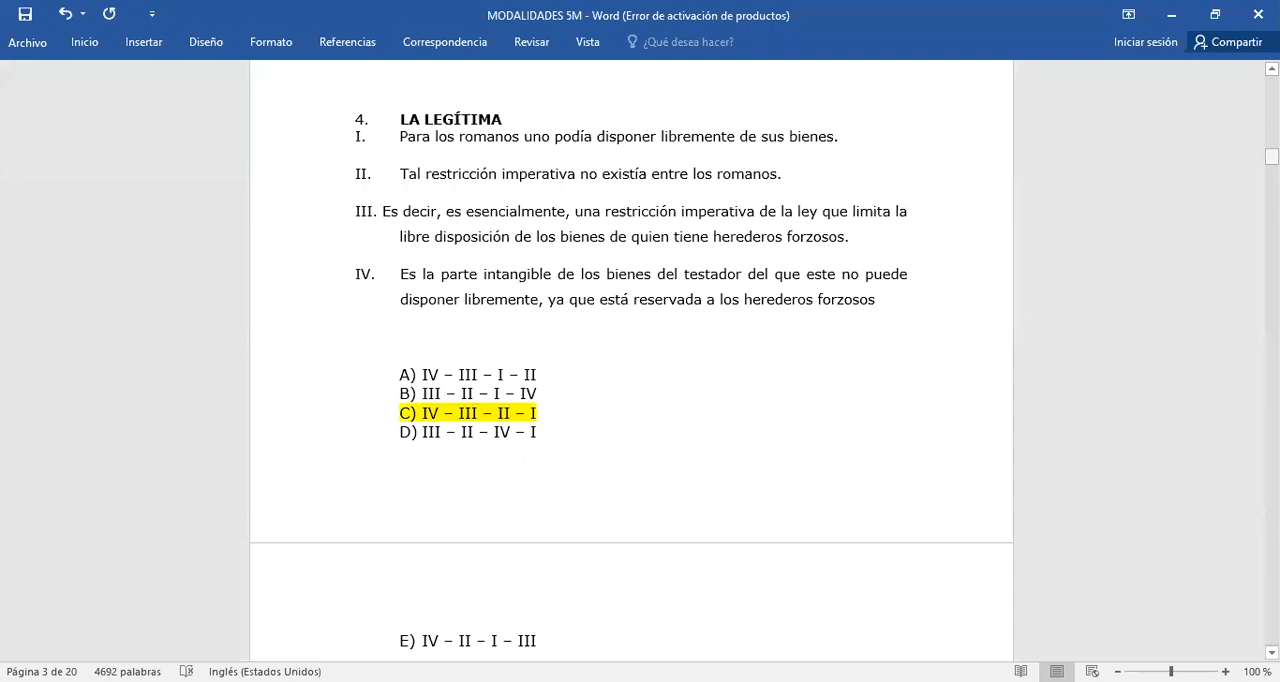 MODALIDADES 5M - Word (Error de activación de productos)
Archivo Inicio Insertar Diseño Formato Referencias Correspondencia Revisar Vista ¿Qué desea hacer? Iniciar sesión Compartir
4. LA LEGÍTIMA
I. Para los romanos uno podía disponer libremente de sus bienes.
II. Tal restricción imperativa no existía entre los romanos.
III. Es decir, es esencialmente, una restricción imperativa de la ley que limita la
libre disposición de los bienes de quien tiene herederos forzosos.
IV. Es la parte intangible de los bienes del testador del que este no puede
disponer libremente, ya que está reservada a los herederos forzosos
A) IV – III – I – II
B) III – II – I – IV
C) IV – III – II – I
D) III – II – IV – I
E) IV – II – I – III
Página 3 de 20 4692 palabras Inglés (Estados Unidos) 100 %